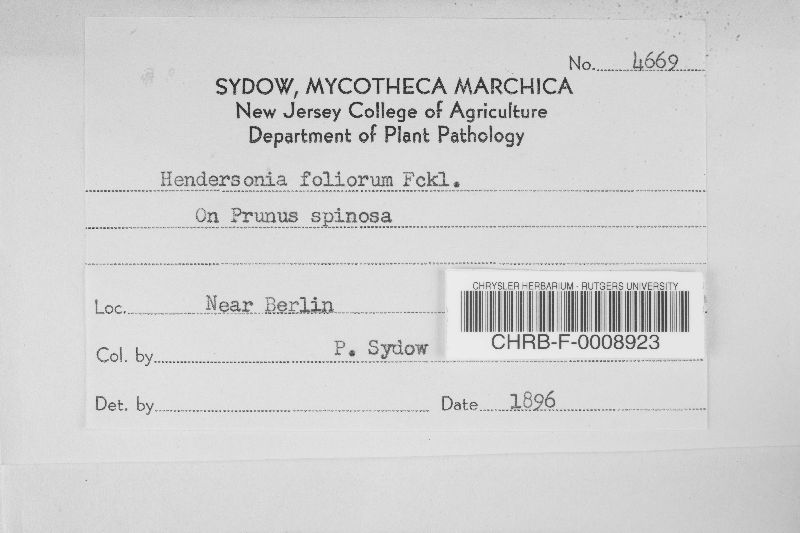 No. 4669
SYDOW, MYCOTHECA MARCHICA
New Jersey College of Agriculture
Department of Plant Pathology
Hendersonia foliorum Fckl.
On Prunus spinosa
Loc. Near Berlin
CHRYSLER HERBARIUM - RUTGERS UNIVERSITY
CHRB-F-0008923
Col. by P. Sydow
Det. by Date 1896